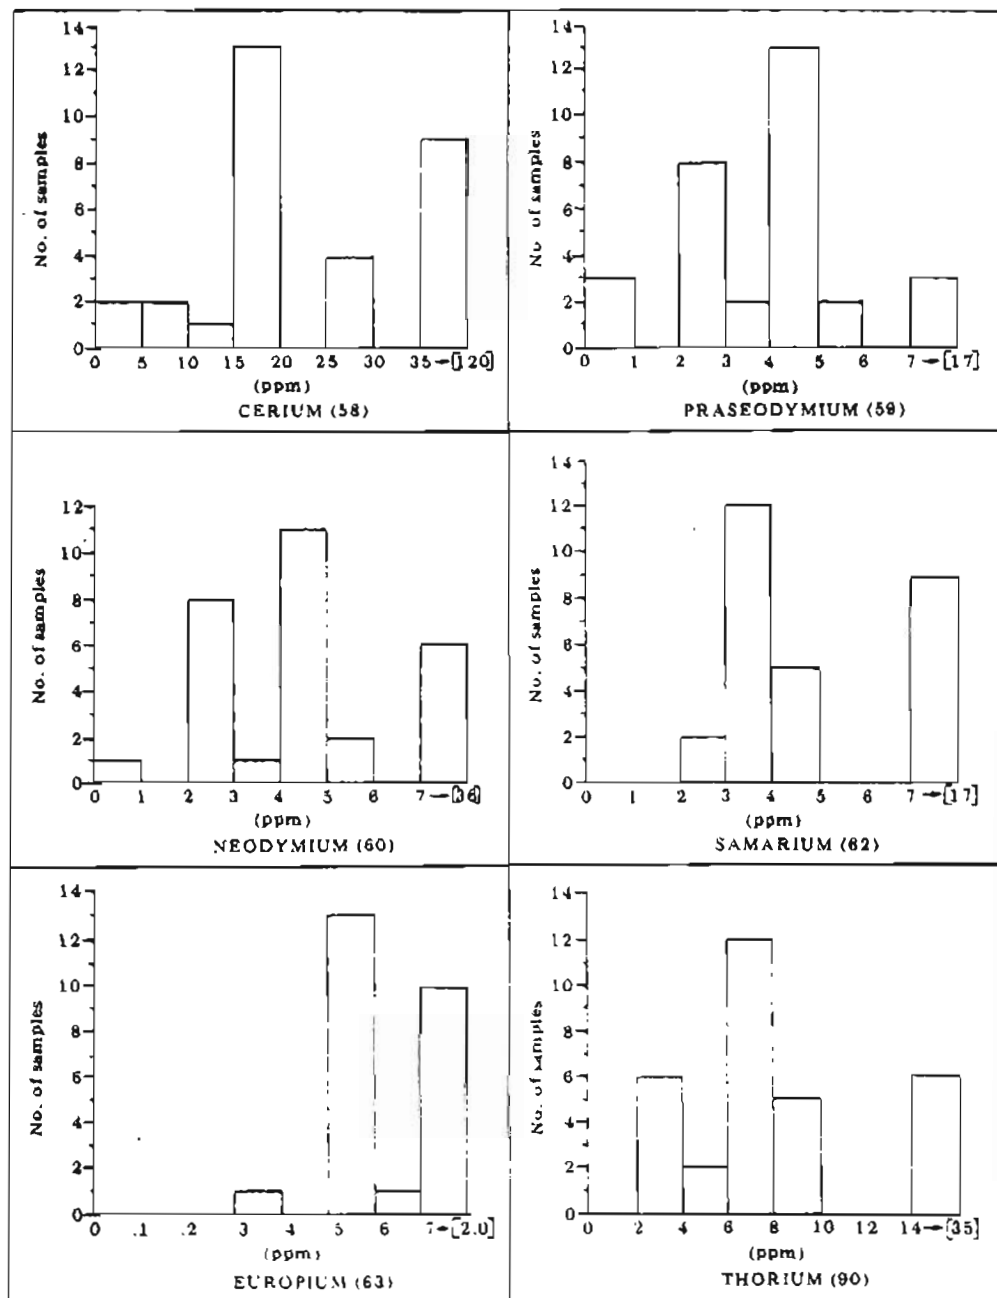 14
12
10
8
6
4
2
0
No. of samples
0 5 10 15 20 25 30 35→[120]
(ppm)
CERIUM (58)
14
12
10
8
6
4
2
0
No. of samples
0 1 2 3 4 5 6 7→[17]
(ppm)
PRASEODYMIUM (59)
12
10
8
6
4
2
0
No. of samples
0 1 2 3 4 5 6 7→[36]
(ppm)
NEODYMIUM (60)
14
12
10
8
6
4
2
0
No. of samples
0 1 2 3 4 5 6 7→[17]
(ppm)
SAMARIUM (62)
14
12
10
8
6
4
2
0
No. of samples
0 .1 .2 3 4 5 6 7→[2.0]
(ppm)
EUROPIUM (63)
14
12
10
8
6
4
2
0
No. of samples
0 2 4 6 8 10 12 14→[35]
(ppm)
THORIUM (90)